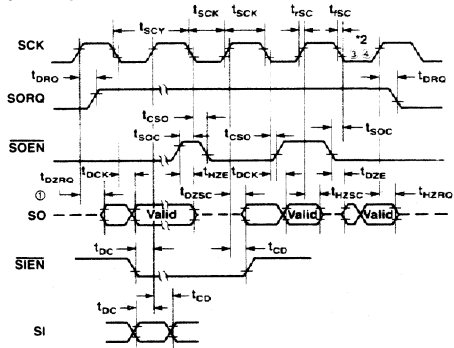 tSCK tSCK trSC tfSC
tSCY
*2
SCK
3 4
tDRQ tDRQ
SORQ
tCSO
tSOC tCSO tSOC
SOEN
tDZRQ tDCK tHZE tDCK tDZE
①
tDZSC tHZSC tHZRQ
SO Valid Valid Valid
tDC tCD
SIEN
tDC tCD
SI